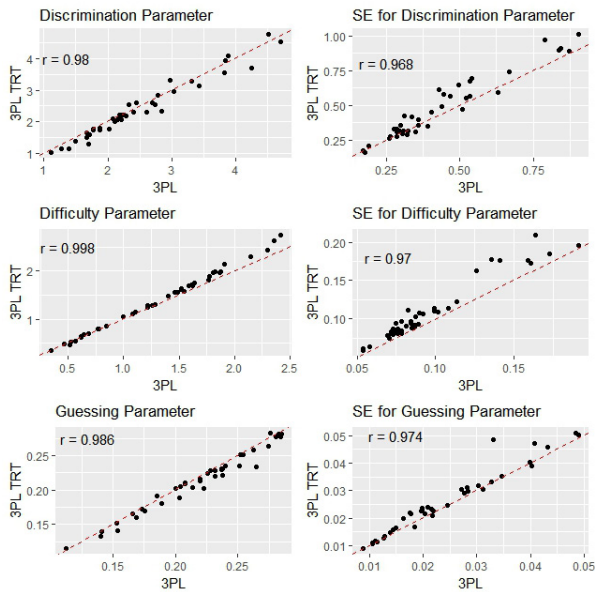 Discrimination Parameter
r = 0.98
3PL TRT
4
3
2
1
1 2 3 4
3PL
SE for Discrimination Parameter
r = 0.968
3PL TRT
1.00
0.75
0.50
0.25
0.25 0.50 0.75
3PL
Difficulty Parameter
r = 0.998
3PL TRT
2
1
0.5 1.0 1.5 2.0 2.5
3PL
SE for Difficulty Parameter
r = 0.97
3PL TRT
0.20
0.15
0.10
0.05 0.10 0.15
3PL
Guessing Parameter
r = 0.986
3PL TRT
0.25
0.20
0.15
0.15 0.20 0.25
3PL
SE for Guessing Parameter
r = 0.974
3PL TRT
0.05
0.04
0.03
0.02
0.01
0.01 0.02 0.03 0.04 0.05
3PL